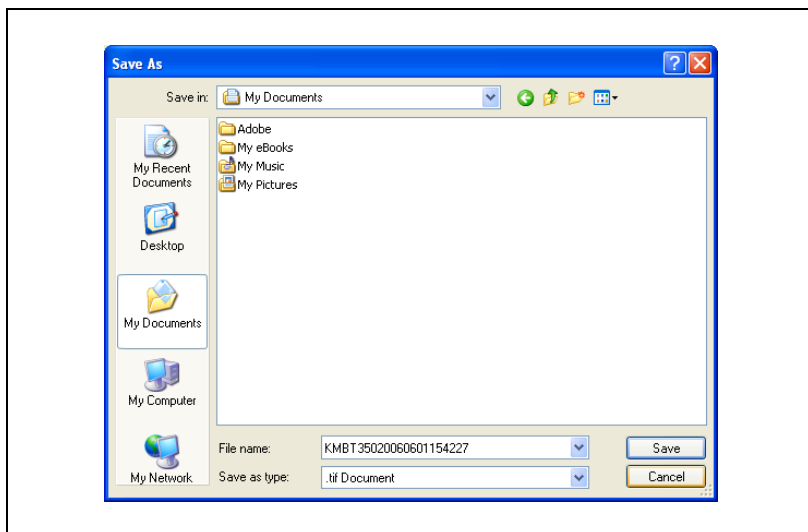 Save As
Save in:
My Documents
Adobe
My eBooks
My Music
My Pictures
My Recent
Documents
Desktop
My Documents
My Computer
My Network
File name:
KMBT35020060601154227
Save
Save as type:
.tif Document
Cancel